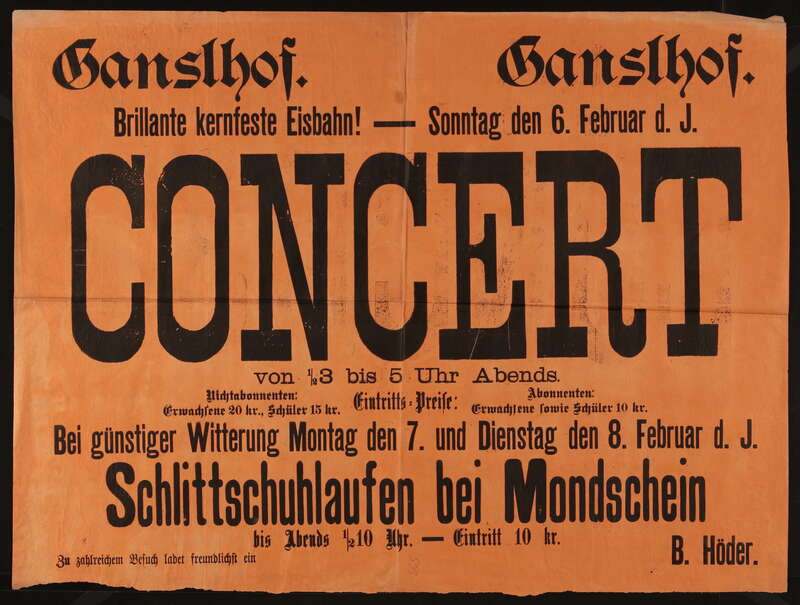 Ganslhof. Ganslhof.
Brillante kernfeste Eisbahn! — Sonntag den 6. Februar d. J.
CONCERT
von ½3 bis 5 Uhr Abends.
Nichtabonnenten: Eintritts-Preise: Abonnenten:
Erwachsene 20 kr., Schüler 15 kr. Erwachsene sowie Schüler 10 kr.
Bei günstiger Witterung Montag den 7. und Dienstag den 8. Februar d. J.
Schlittschuhlaufen bei Mondschein
bis Abends ½10 Uhr. — Eintritt 10 kr.
Zu zahlreichem Besuch ladet freundlichst ein B. Höder.